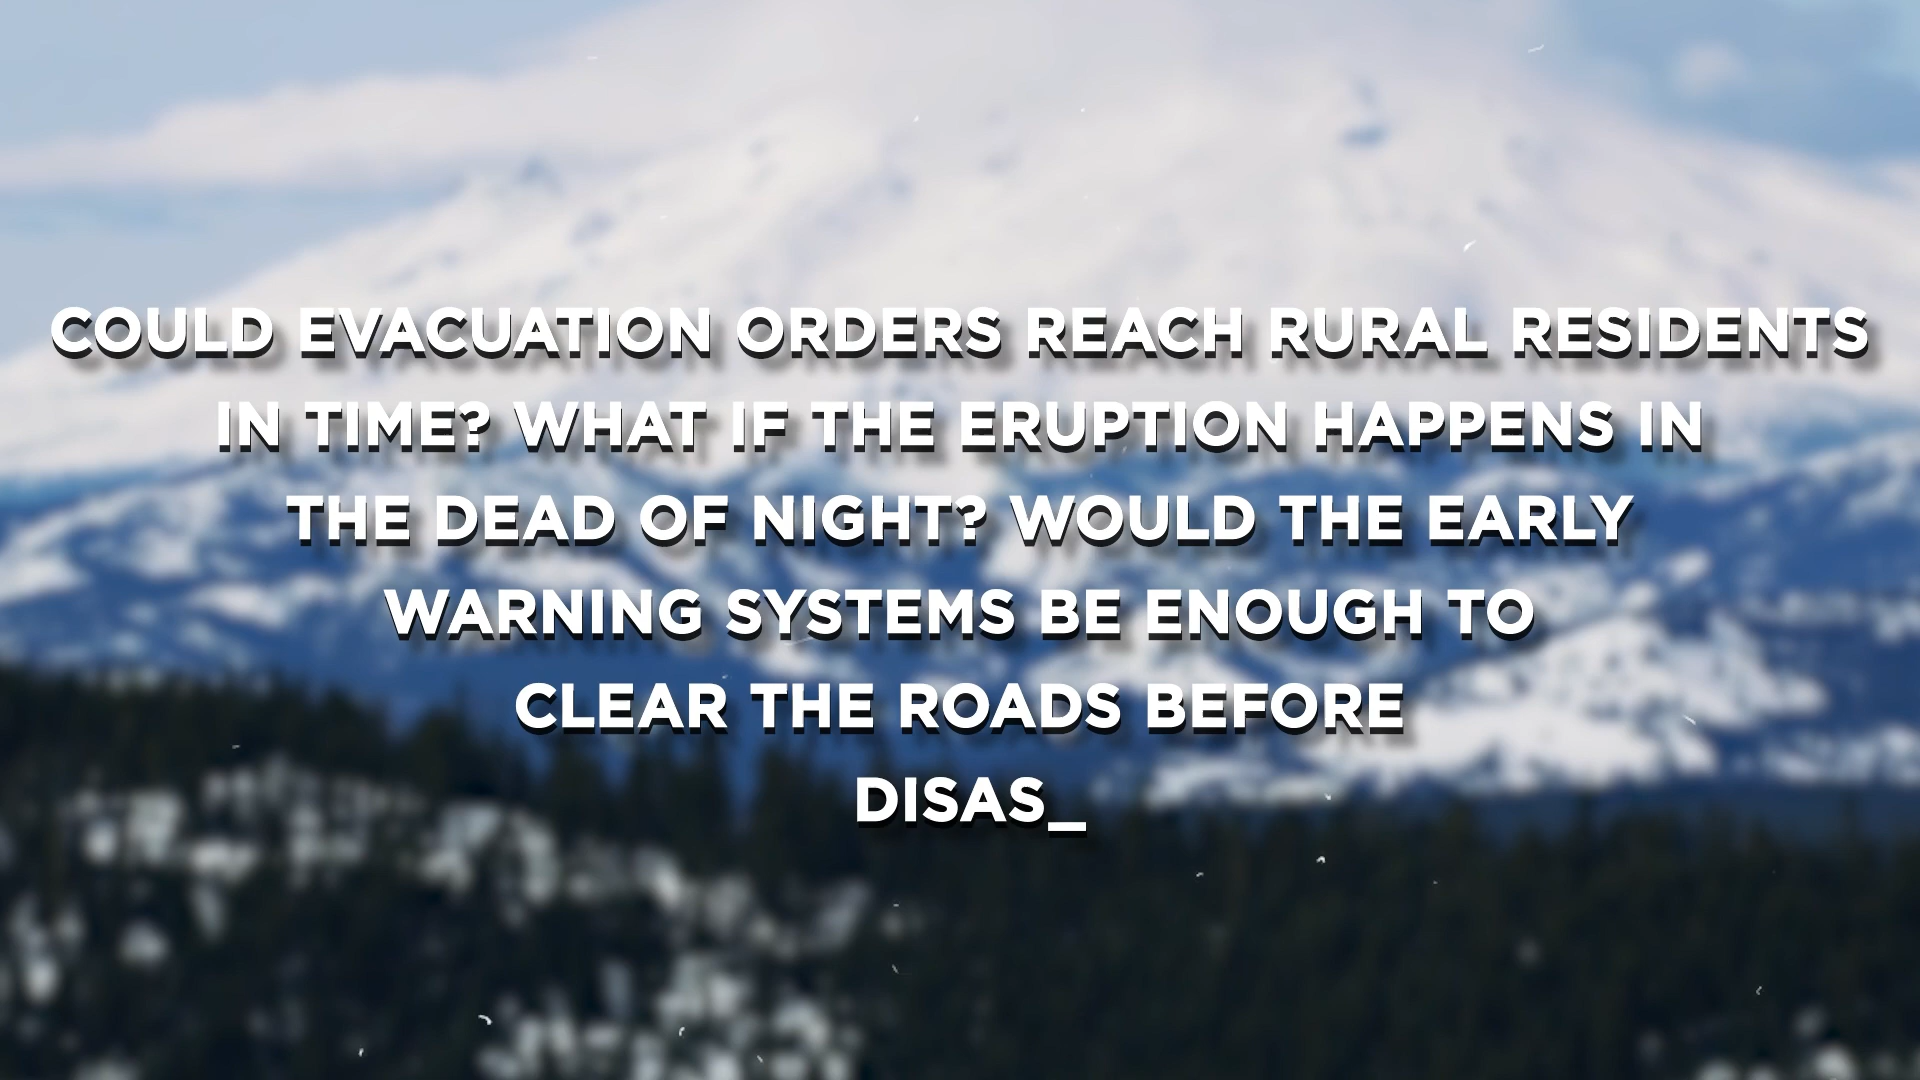 COULD EVACUATION ORDERS REACH RURAL RESIDENTS
IN TIME? WHAT IF THE ERUPTION HAPPENS IN
THE DEAD OF NIGHT? WOULD THE EARLY
WARNING SYSTEMS BE ENOUGH TO
CLEAR THE ROADS BEFORE
DISAS_